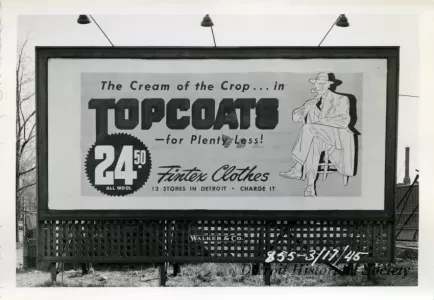 The Cream of the Crop... in
TOPCOATS
—for Plenty Less!
24.50
ALL WOOL
Fintex Clothes
13 STORES IN DETROIT • CHARGE IT
WALKER & CO.
855-3/17/45
Detroit Historical Society